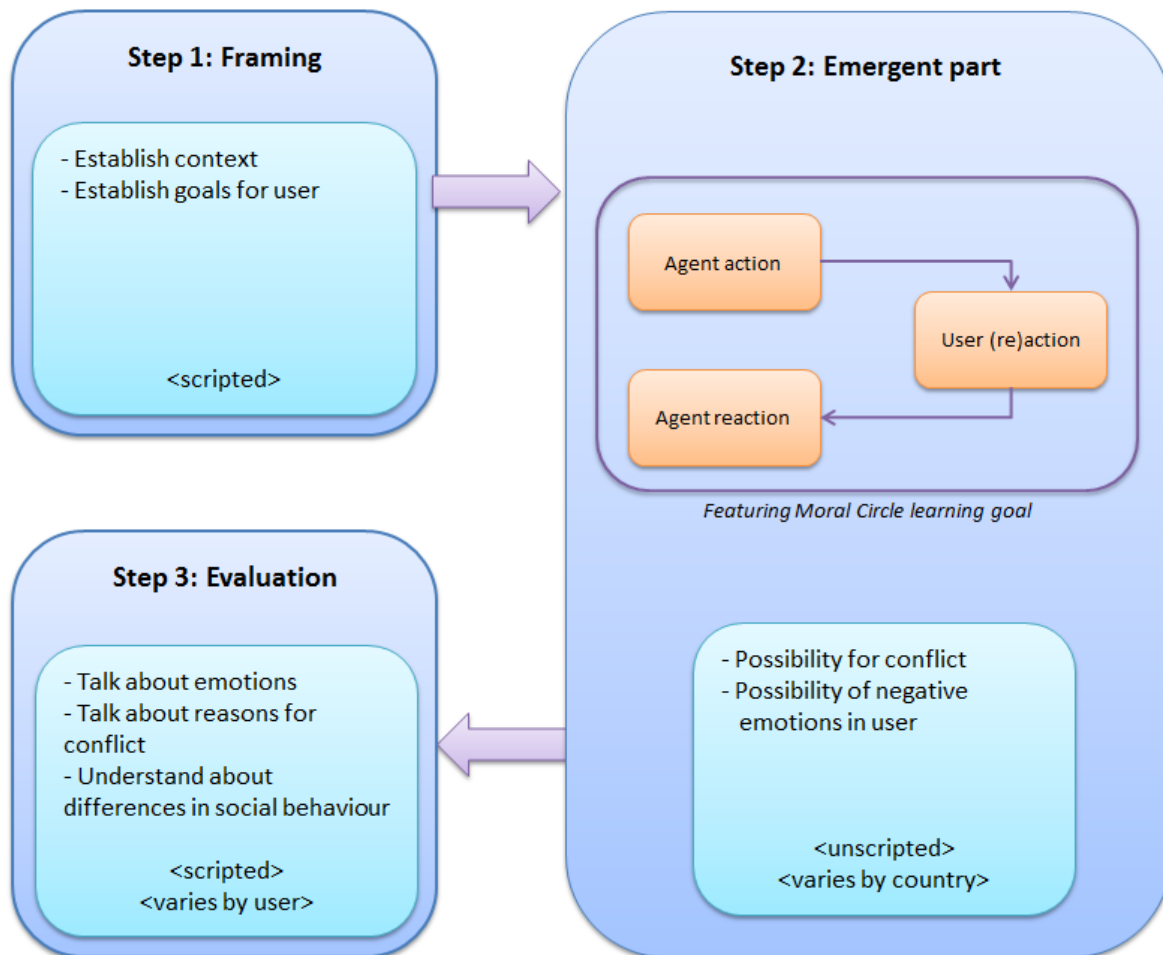 Step 1: Framing
- Establish context
- Establish goals for user
<scripted>
Step 2: Emergent part
Agent action
User (re)action
Agent reaction
Featuring Moral Circle learning goal
- Possibility for conflict
- Possibility of negative
emotions in user
<unscripted>
<varies by country>
Step 3: Evaluation
- Talk about emotions
- Talk about reasons for
conflict
- Understand about
differences in social behaviour
<scripted>
<varies by user>